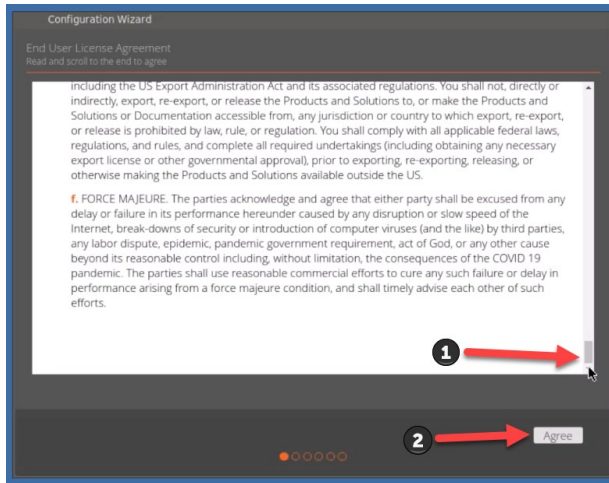 Configuration Wizard
End User License Agreement
Read and scroll to the end to agree
including the US Export Administration Act and its associated regulations. You shall not, directly or
indirectly, export, re-export, or release the Products and Solutions to, or make the Products and
Solutions or Documentation accessible from, any jurisdiction or country to which export, re-export,
or release is prohibited by law, rule, or regulation. You shall comply with all applicable federal laws,
regulations, and rules, and complete all required undertakings (including obtaining any necessary
export license or other governmental approval), prior to exporting, re-exporting, releasing, or
otherwise making the Products and Solutions available outside the US.
f. FORCE MAJEURE. The parties acknowledge and agree that either party shall be excused from any
delay or failure in its performance hereunder caused by any disruption or slow speed of the
Internet, break-downs of security or introduction of computer viruses (and the like) by third parties,
any labor dispute, epidemic, pandemic government requirement, act of God, or any other cause
beyond its reasonable control including, without limitation, the consequences of the COVID 19
pandemic. The parties shall use reasonable commercial efforts to cure any such failure or delay in
performance arising from a force majeure condition, and shall timely advise each other of such
efforts.
1
2
Agree